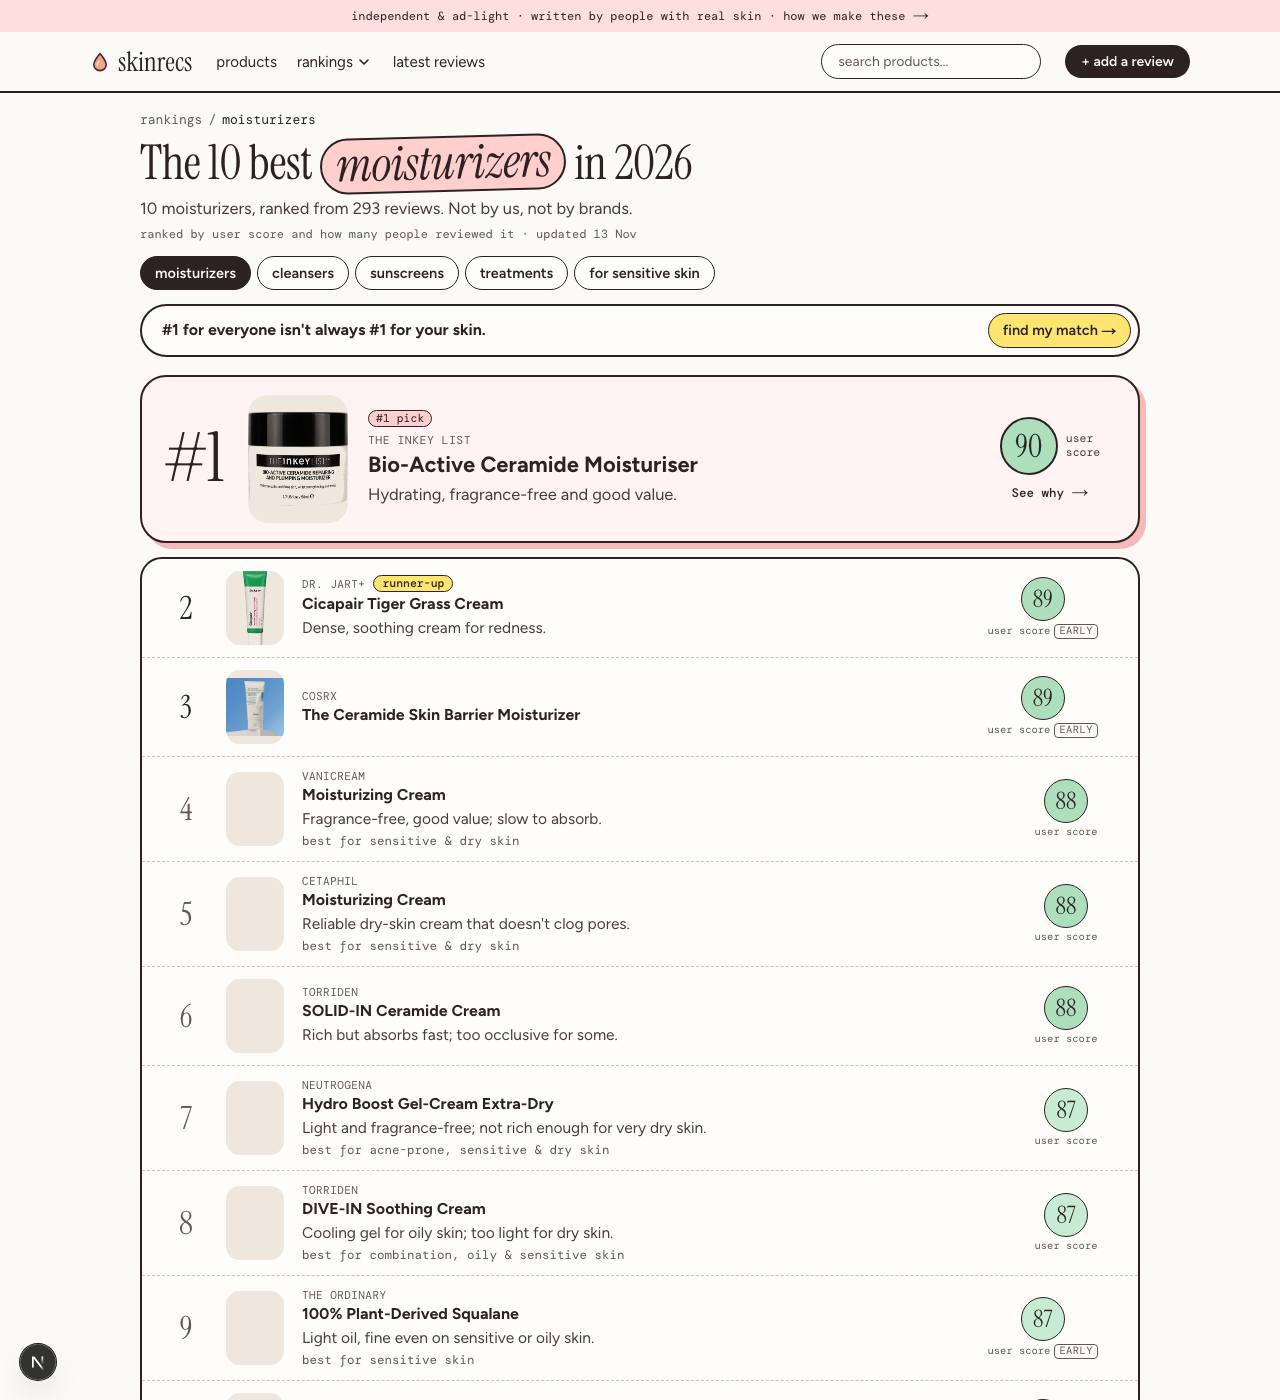 independent & ad-light · written by people with real skin · how we make these →
skinrecs
products
rankings
latest reviews
search products...
+ add a review
rankings / moisturizers
The 10 best moisturizers in 2026
10 moisturizers, ranked from 293 reviews. Not by us, not by brands.
ranked by user score and how many people reviewed it · updated 13 Nov
moisturizers
cleansers
sunscreens
treatments
for sensitive skin
#1 for everyone isn't always #1 for your skin.
find my match →
#1
THE INKEY LIST
BIO-ACTIVE CERAMIDE REPAIRING
AND PLUMPING MOISTURIZER
#1 pick
THE INKEY LIST
Bio-Active Ceramide Moisturiser
Hydrating, fragrance-free and good value.
90
user
score
See why →
2
DR. JART+
runner-up
Cicapair Tiger Grass Cream
Dense, soothing cream for redness.
89
user score EARLY
3
COSRX
The Ceramide Skin Barrier Moisturizer
89
user score EARLY
4
VANICREAM
Moisturizing Cream
Fragrance-free, good value; slow to absorb.
best for sensitive & dry skin
88
user score
5
CETAPHIL
Moisturizing Cream
Reliable dry-skin cream that doesn't clog pores.
best for sensitive & dry skin
88
user score
6
TORRIDEN
SOLID-IN Ceramide Cream
Rich but absorbs fast; too occlusive for some.
88
user score
7
NEUTROGENA
Hydro Boost Gel-Cream Extra-Dry
Light and fragrance-free; not rich enough for very dry skin.
best for acne-prone, sensitive & dry skin
87
user score
8
TORRIDEN
DIVE-IN Soothing Cream
Cooling gel for oily skin; too light for dry skin.
best for combination, oily & sensitive skin
87
user score
9
THE ORDINARY
100% Plant-Derived Squalane
Light oil, fine even on sensitive or oily skin.
best for sensitive skin
87
user score EARLY
N